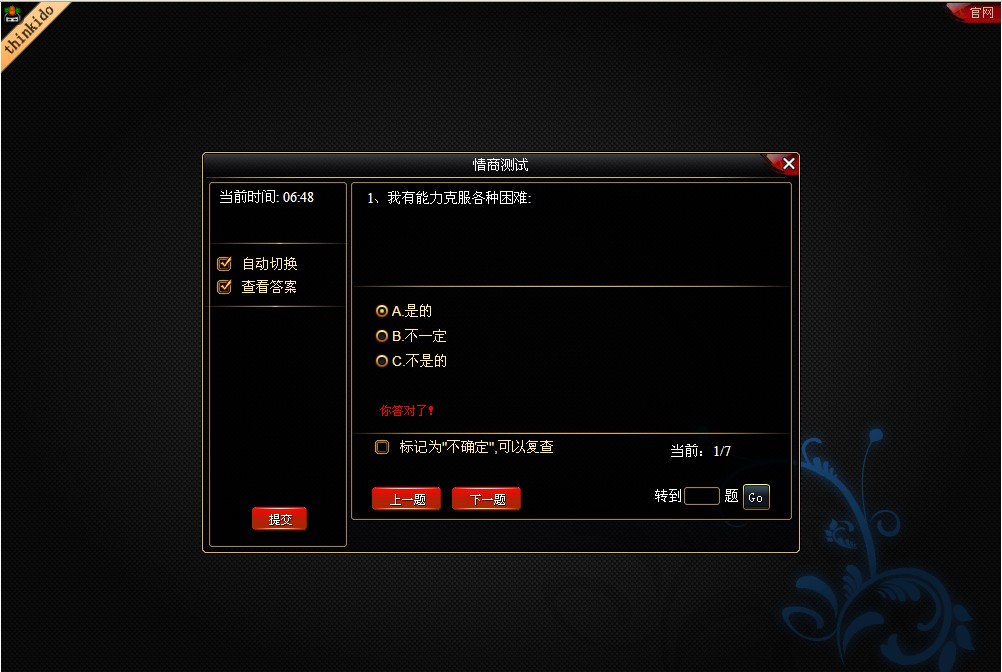 thinkido
官网
情商测试
当前时间: 06:48
自动切换
查看答案
提交
1、我有能力克服各种困难:
A.是的
B.不一定
C.不是的
你答对了!
标记为"不确定",可以复查
当前: 1/7
上一题
下一题
转到 题 Go